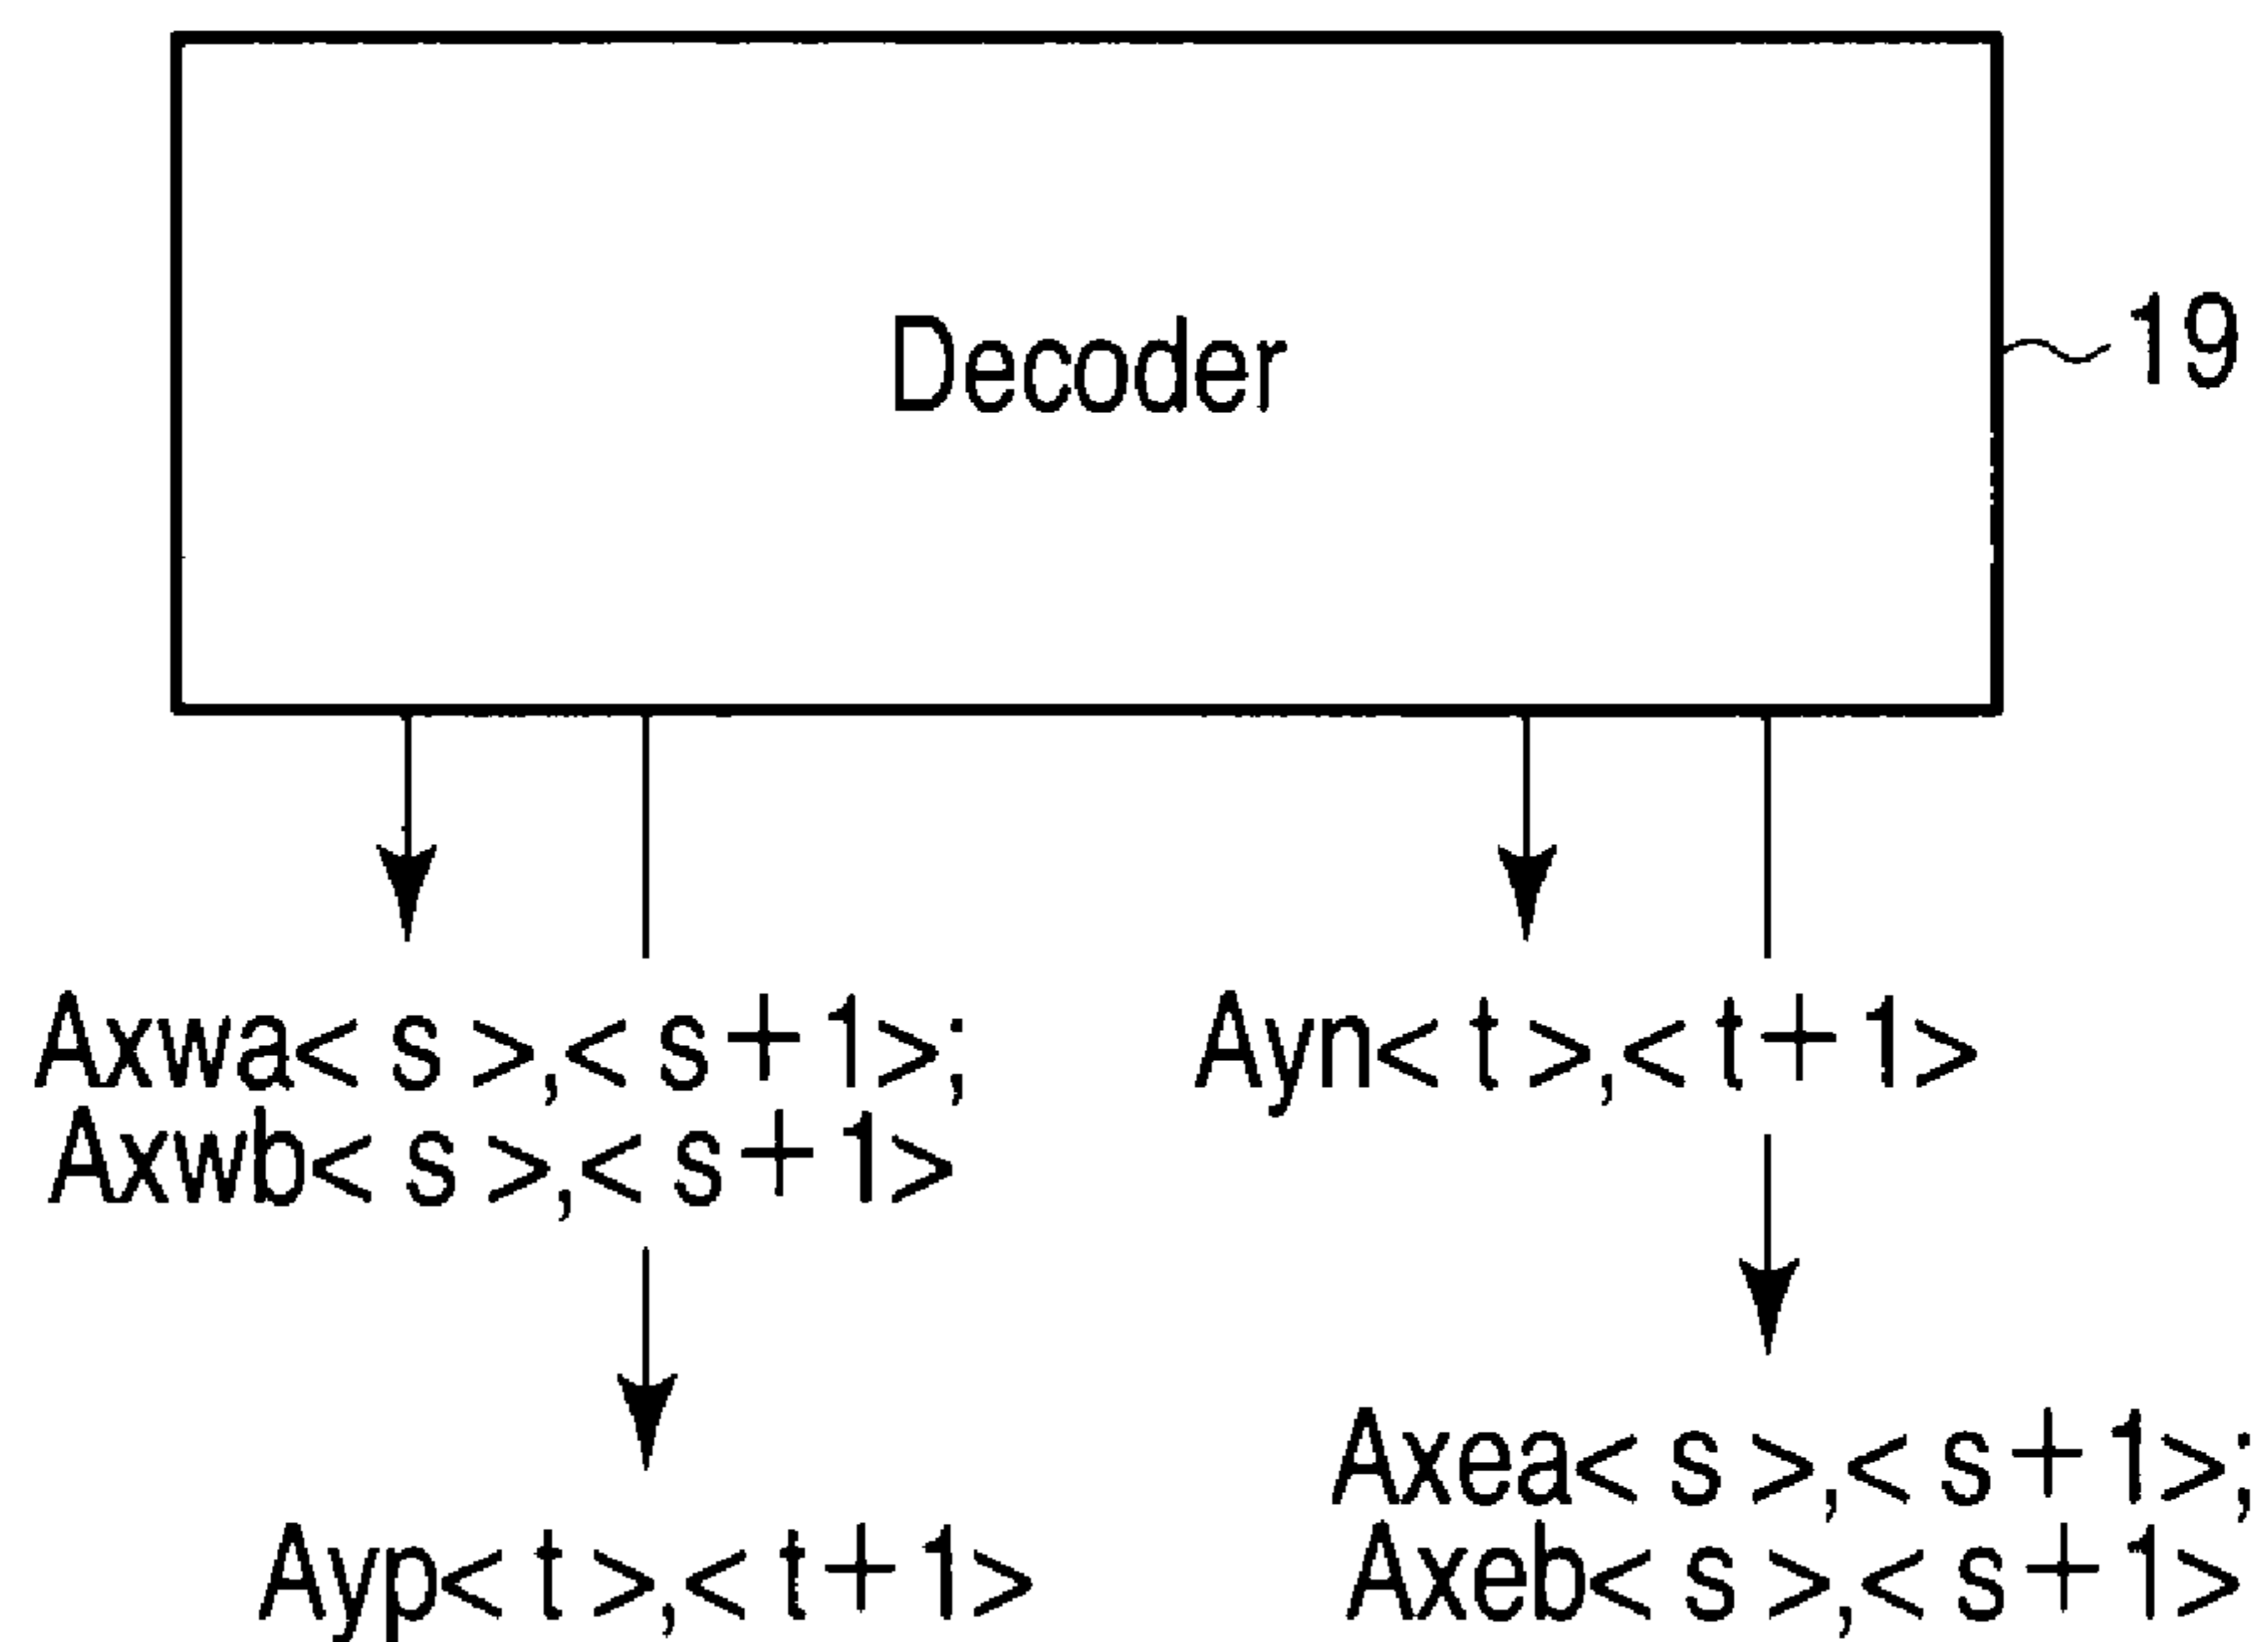 Decoder
19
Axwa< s >,< s+1>;
Axwb< s >,< s+1>
Ayn< t >,< t+1>
Ayp< t >,< t+1>
Axea< s >,< s+1>;
Axeb< s >,< s+1>